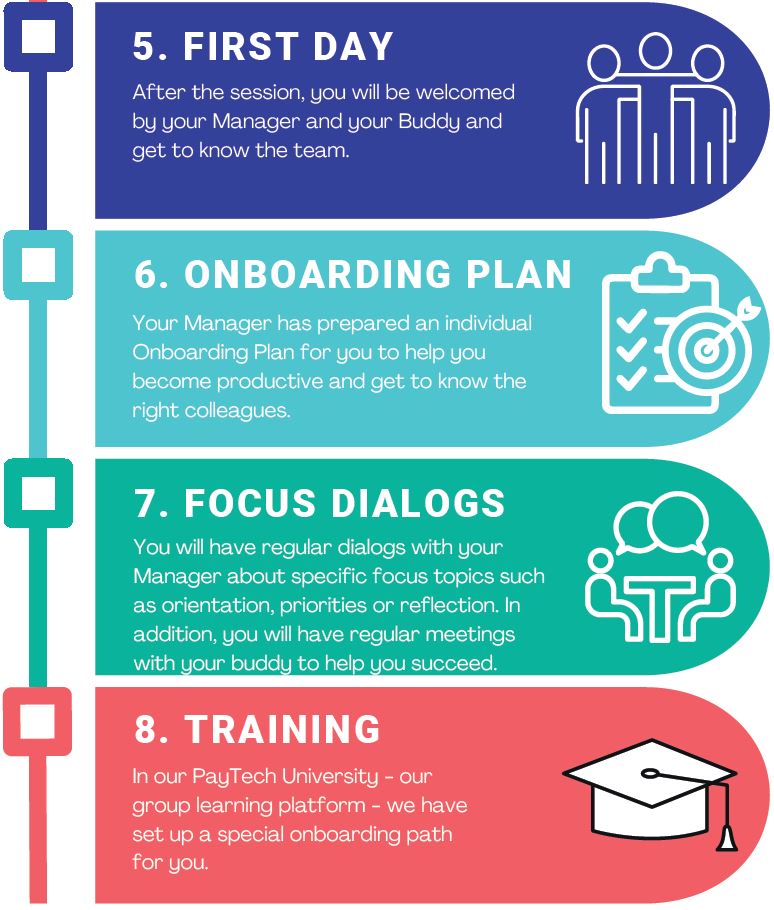 5. FIRST DAY
After the session, you will be welcomed
by your Manager and your Buddy and
get to know the team.
6. ONBOARDING PLAN
Your Manager has prepared an individual
Onboarding Plan for you to help you
become productive and get to know the
right colleagues.
7. FOCUS DIALOGS
You will have regular dialogs with your
Manager about specific focus topics such
as orientation, priorities or reflection. In
addition, you will have regular meetings
with your buddy to help you succeed.
8. TRAINING
In our PayTech University - our
group learning platform - we have
set up a special onboarding path
for you.